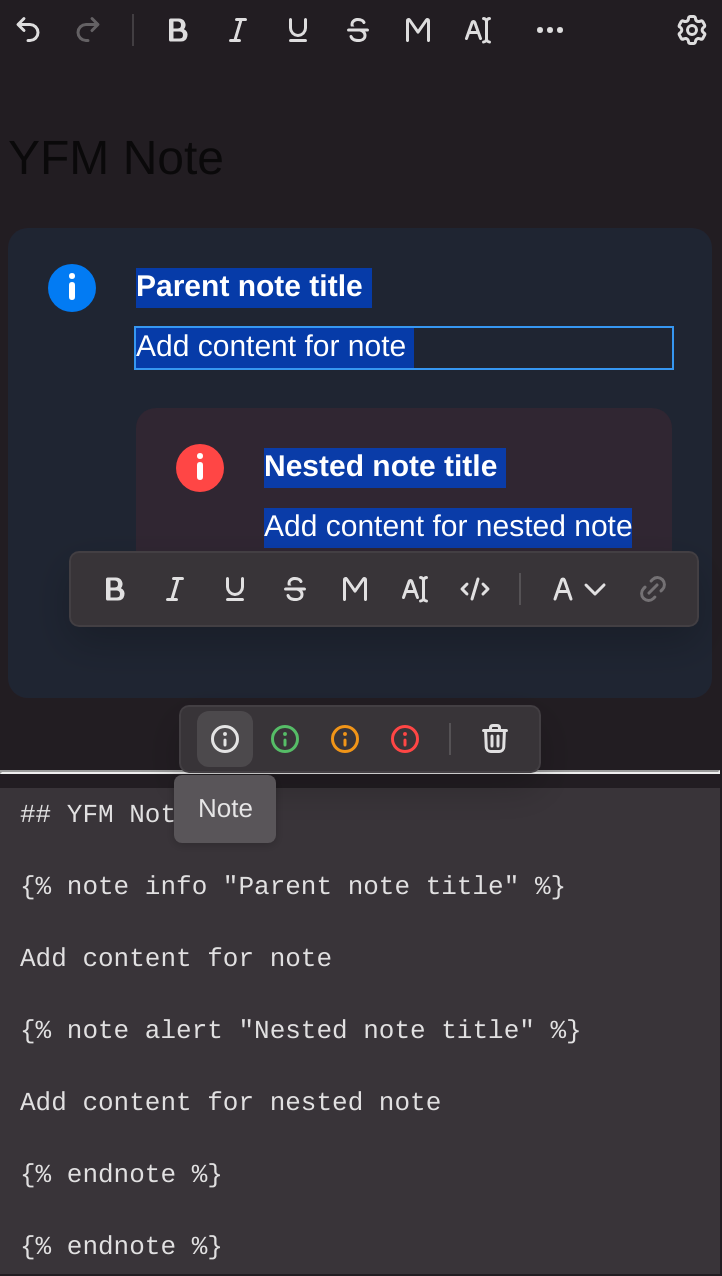 YFM Note
Parent note title
Add content for note
Nested note title
Add content for nested note
Note
## YFM Not
{% note info "Parent note title" %}
Add content for note
{% note alert "Nested note title" %}
Add content for nested note
{% endnote %}
{% endnote %}